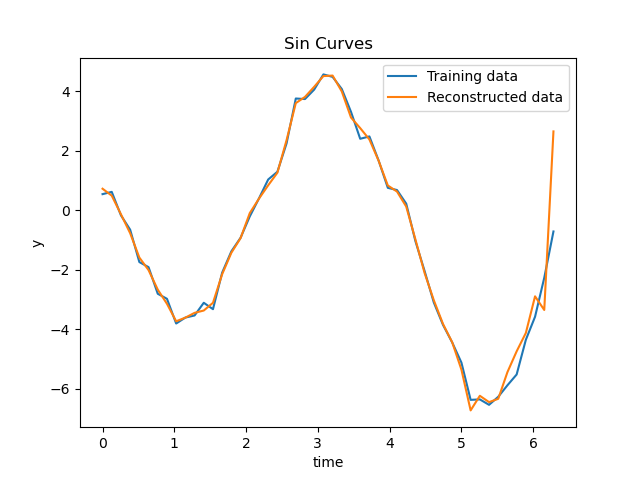 Sin Curves
Training data
Reconstructed data
4
2
0
−2
−4
−6
y
0 1 2 3 4 5 6
time